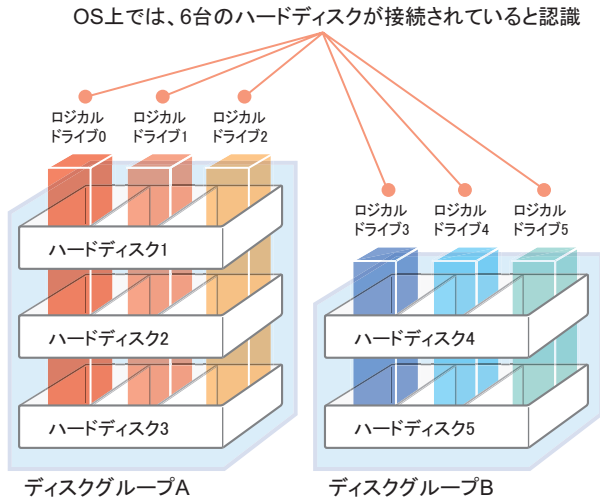 OS上では、6台のハードディスクが接続されていると認識
ロジカル
ドライブ0
ロジカル
ドライブ1
ロジカル
ドライブ2
ロジカル
ドライブ3
ロジカル
ドライブ4
ロジカル
ドライブ5
ハードディスク1
ハードディスク2
ハードディスク3
ハードディスク4
ハードディスク5
ディスクグループA
ディスクグループB